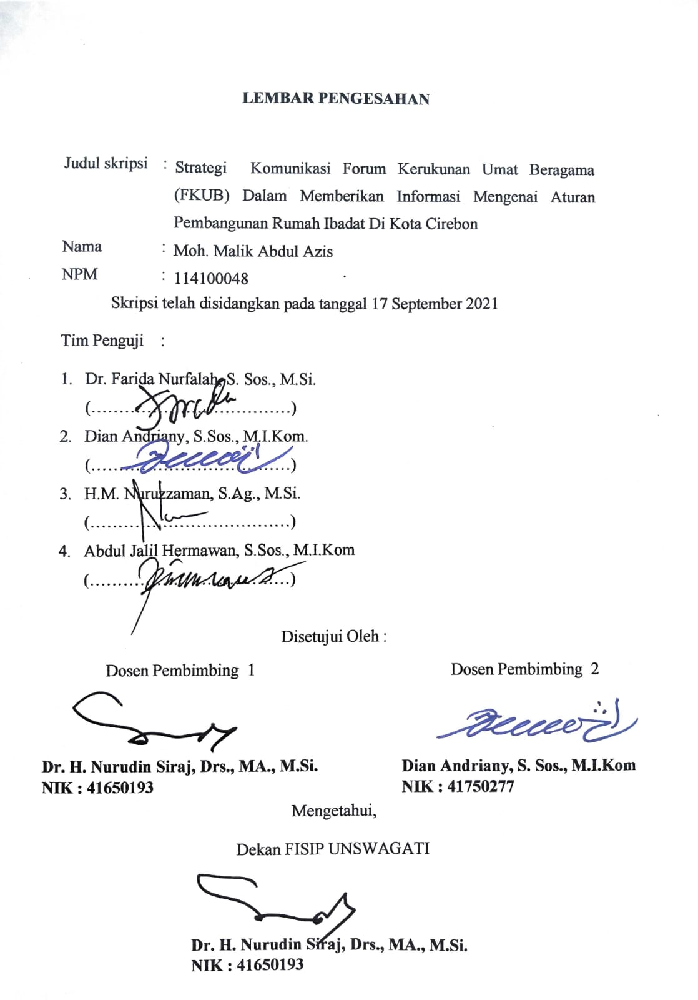 LEMBAR PENGESAHAN
Judul skripsi : Strategi Komunikasi Forum Kerukunan Umat Beragama
(FKUB) Dalam Memberikan Informasi Mengenai Aturan
Pembangunan Rumah Ibadat Di Kota Cirebon
Nama : Moh. Malik Abdul Azis
NPM : 114100048
Skripsi telah disidangkan pada tanggal 17 September 2021
Tim Penguji :
1. Dr. Farida Nurfalah, S. Sos., M.Si.
(........................................)
2. Dian Andriany, S.Sos., M.I.Kom.
(........................................)
3. H.M. Nuruzzaman, S.Ag., M.Si.
(........................................)
4. Abdul Jalil Hermawan, S.Sos., M.I.Kom
(........................................)
Disetujui Oleh :
Dosen Pembimbing 1 Dosen Pembimbing 2
Dr. H. Nurudin Siraj, Drs., MA., M.Si. Dian Andriany, S. Sos., M.I.Kom
NIK : 41650193 NIK : 41750277
Mengetahui,
Dekan FISIP UNSWAGATI
Dr. H. Nurudin Siraj, Drs., MA., M.Si.
NIK : 41650193